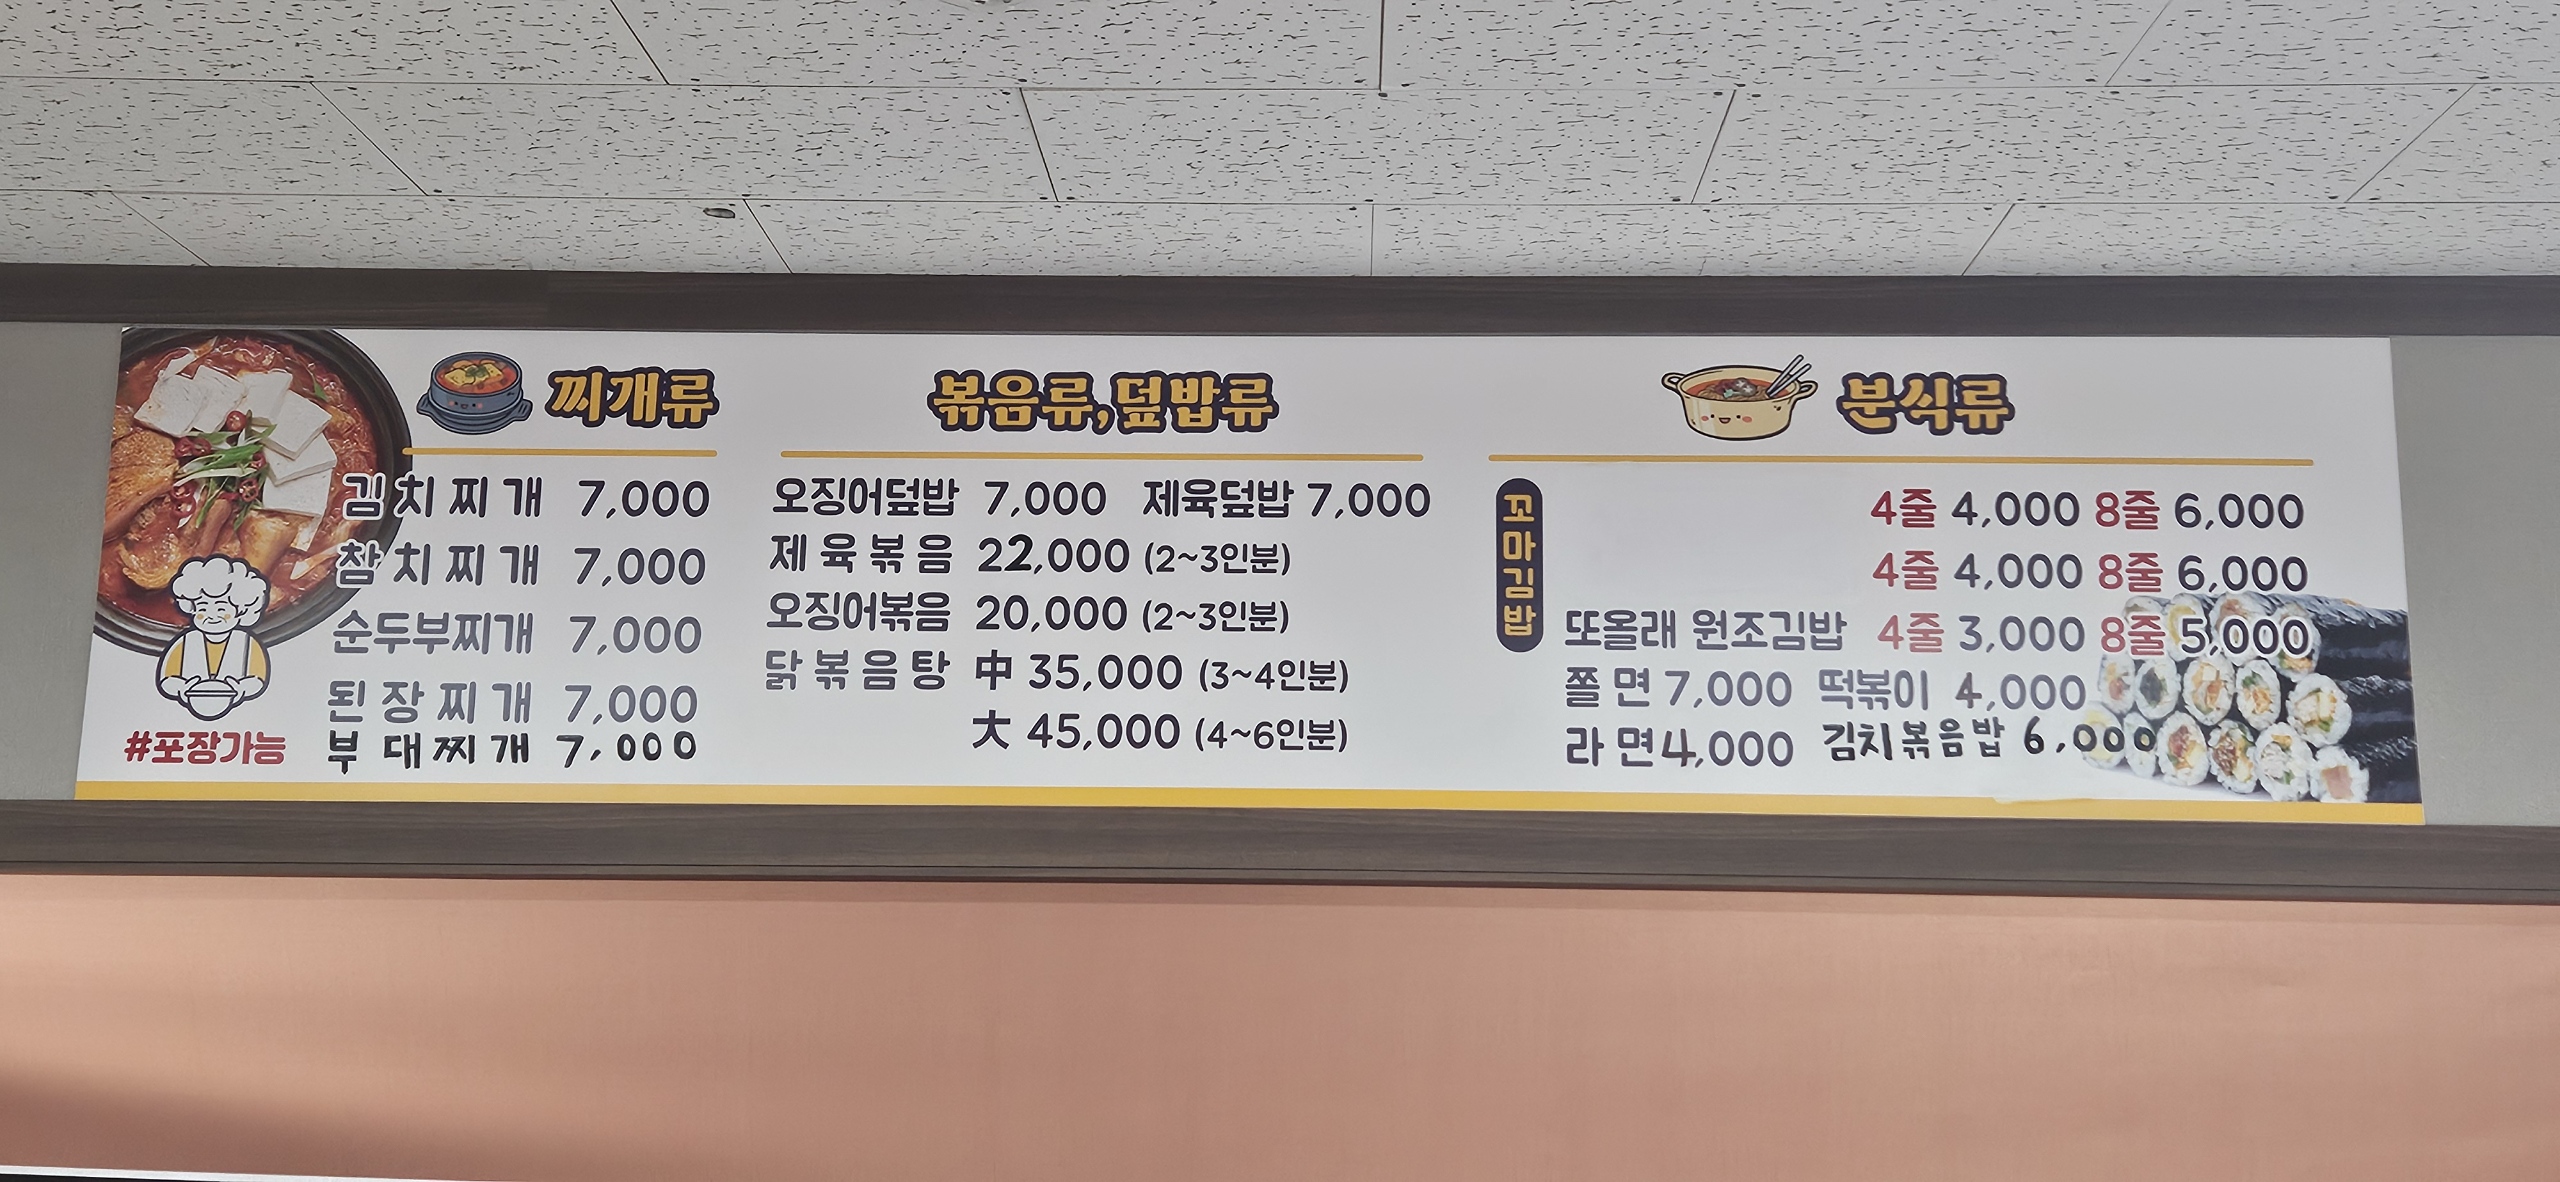 찌개류
김치찌개 7,000
참치찌개 7,000
순두부찌개 7,000
된장찌개 7,000
부대찌개 7,000
#포장가능
볶음류,덮밥류
오징어덮밥 7,000 제육덮밥 7,000
제육볶음 22,000 (2~3인분)
오징어볶음 20,000 (2~3인분)
닭볶음탕 中 35,000 (3~4인분)
大 45,000 (4~6인분)
분식류
꼬마김밥
4줄 4,000 8줄 6,000
4줄 4,000 8줄 6,000
또올래 원조김밥 4줄 3,000 8줄 5,000
쫄면 7,000 떡볶이 4,000
라면 4,000 김치볶음밥 6,000